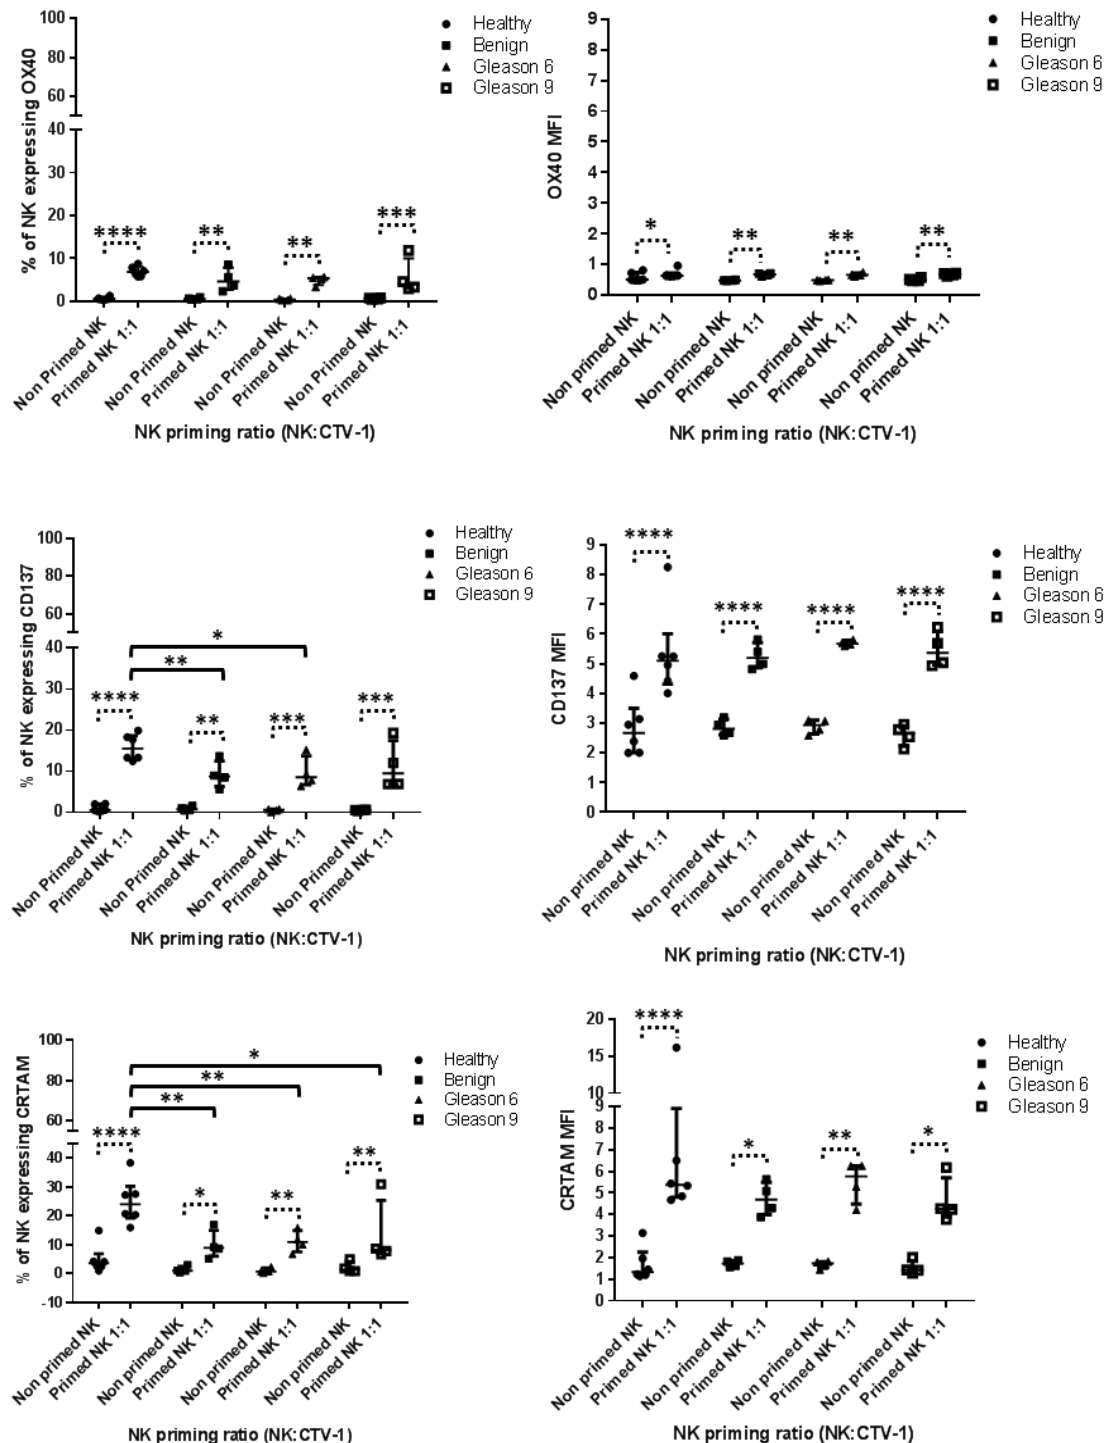 Healthy
Benign
Gleason 6
Gleason 9
% of NK expressing OX40
100
80
60
40
40
30
20
10
0
****
**
**
***
Non Primed NK
Primed NK 1:1
Non Primed NK
Primed NK 1:1
Non Primed NK
Primed NK 1:1
Non Primed NK
Primed NK 1:1
NK priming ratio (NK:CTV-1)
Healthy
Benign
Gleason 6
Gleason 9
OX40 MFI
9
8
7
6
5
4
3
2
1
0
*
**
**
**
Non primed NK
Primed NK 1:1
Non primed NK
Primed NK 1:1
Non primed NK
Primed NK 1:1
Non primed NK
Primed NK 1:1
NK priming ratio (NK:CTV-1)
Healthy
Benign
Gleason 6
Gleason 9
% of NK expressing CD137
100
80
60
40
30
20
10
0
*
**
****
**
***
***
Non Primed NK
Primed NK 1:1
Non Primed NK
Primed NK 1:1
Non Primed NK
Primed NK 1:1
Non Primed NK
Primed NK 1:1
NK priming ratio (NK:CTV-1)
Healthy
Benign
Gleason 6
Gleason 9
CD137 MFI
9
8
7
6
5
4
3
2
1
0
****
****
****
****
Non primed NK
Primed NK 1:1
Non primed NK
Primed NK 1:1
Non primed NK
Primed NK 1:1
Non primed NK
Primed NK 1:1
NK priming ratio (NK:CTV-1)
Healthy
Benign
Gleason 6
Gleason 9
% of NK expressing CRTAM
100
80
60
40
30
20
10
0
-10
*
**
**
****
*
**
**
Non primed NK
Primed NK 1:1
Non primed NK
Primed NK 1:1
Non primed NK
Primed NK 1:1
Non primed NK
Primed NK 1:1
NK priming ratio (NK:CTV-1)
Healthy
Benign
Gleason 6
Gleason 9
CRTAM MFI
20
15
10
9
8
7
6
5
4
3
2
1
0
****
*
**
*
Non primed NK
Primed NK 1:1
Non primed NK
Primed NK 1:1
Non primed NK
Primed NK 1:1
Non primed NK
Primed NK 1:1
NK priming ratio (NK:CTV-1)